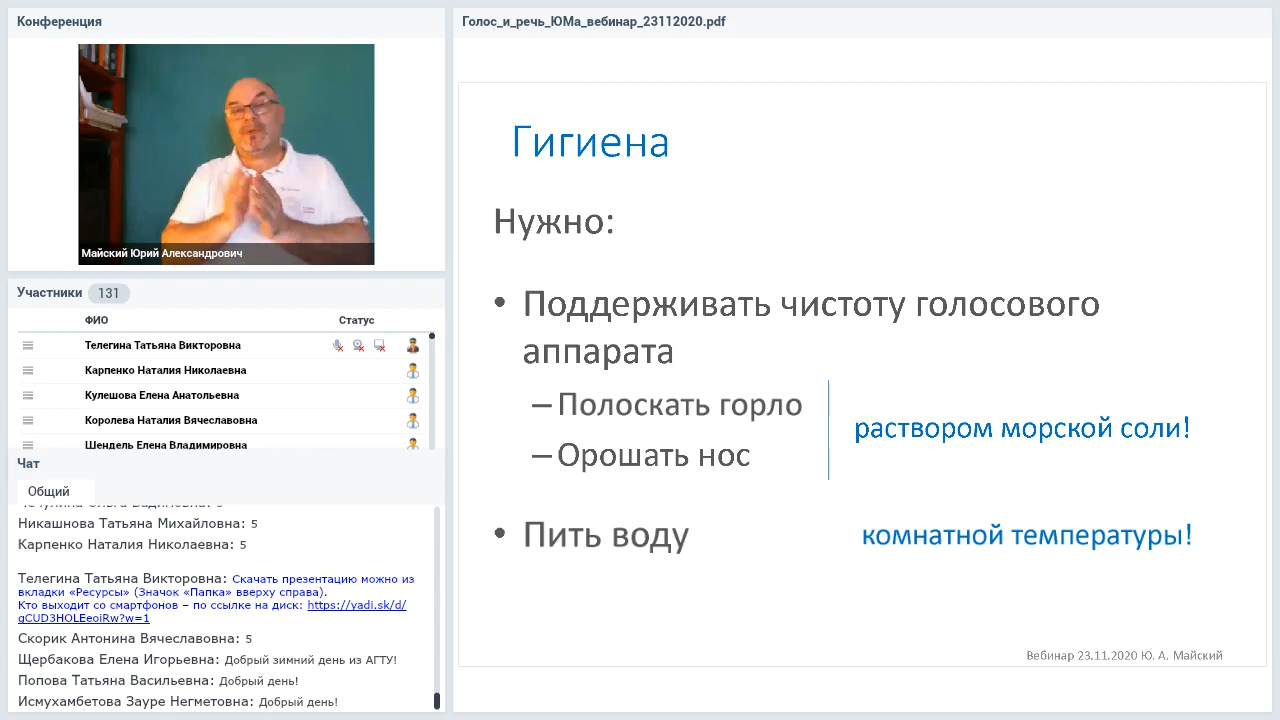 Конференция
Майский Юрий Александрович
Участники 131
ФИО Статус
Телегина Татьяна Викторовна
Карпенко Наталия Николаевна
Кулешова Елена Анатольевна
Королева Наталия Вячеславовна
Шендель Елена Владимировна
Чат
Общий
Никашнова Татьяна Михайловна: 5
Карпенко Наталия Николаевна: 5
Телегина Татьяна Викторовна: Скачать презентацию можно из
вкладки «Ресурсы» (Значок «Папка» вверху справа).
Кто выходит со смартфонов – по ссылке на диск: https://yadi.sk/d/
gCUD3HOLEeoiRw?w=1
Скорик Антонина Вячеславовна: 5
Щербакова Елена Игорьевна: Добрый зимний день из АГТУ!
Попова Татьяна Васильевна: Добрый день!
Исмухамбетова Зауре Негметовна: Добрый день!
Голос_и_речь_ЮМа_вебинар_23112020.pdf
Гигиена
Нужно:
• Поддерживать чистоту голосового
аппарата
– Полоскать горло
– Орошать нос
раствором морской соли!
• Пить воду
комнатной температуры!
Вебинар 23.11.2020 Ю. А. Майский